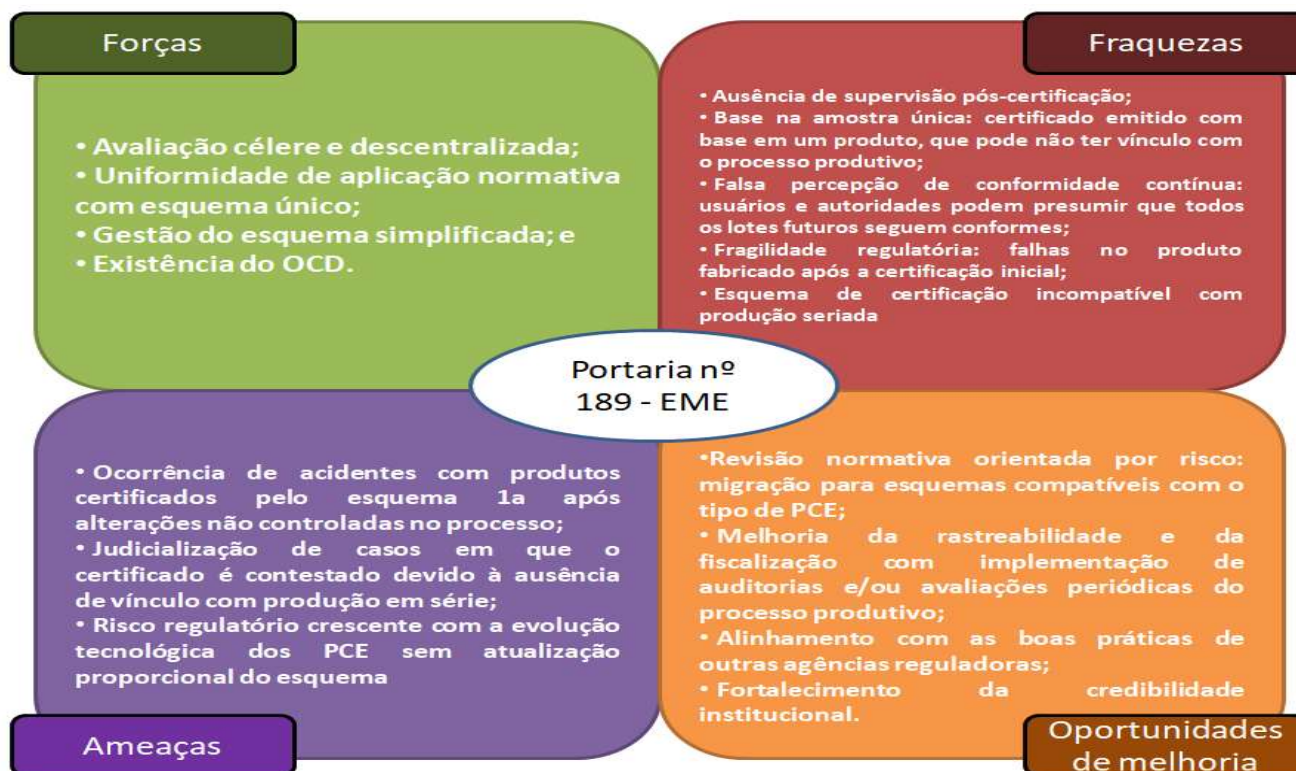 Forças
• Avaliação célere e descentralizada;
• Uniformidade de aplicação normativa
com esquema único;
• Gestão do esquema simplificada; e
• Existência do OCD.
Fraquezas
• Ausência de supervisão pós-certificação;
• Base na amostra única: certificado emitido com
base em um produto, que pode não ter vínculo com
o processo produtivo;
• Falsa percepção de conformidade contínua:
usuários e autoridades podem presumir que todos
os lotes futuros seguem conformes;
• Fragilidade regulatória: falhas no produto
fabricado após a certificação inicial;
• Esquema de certificação incompatível com
produção seriada
Portaria nº
189 - EME
• Ocorrência de acidentes com produtos
certificados pelo esquema 1a após
alterações não controladas no processo;
• Judicialização de casos em que o
certificado é contestado devido à ausência
de vínculo com produção em série;
• Risco regulatório crescente com a evolução
tecnológica dos PCE sem atualização
proporcional do esquema
Ameaças
•Revisão normativa orientada por risco:
migração para esquemas compatíveis com o
tipo de PCE;
• Melhoria da rastreabilidade e da
fiscalização com implementação de
auditorias e/ou avaliações periódicas do
processo produtivo;
• Alinhamento com as boas práticas de
outras agências reguladoras;
• Fortalecimento da credibilidade
institucional.
Oportunidades
de melhoria